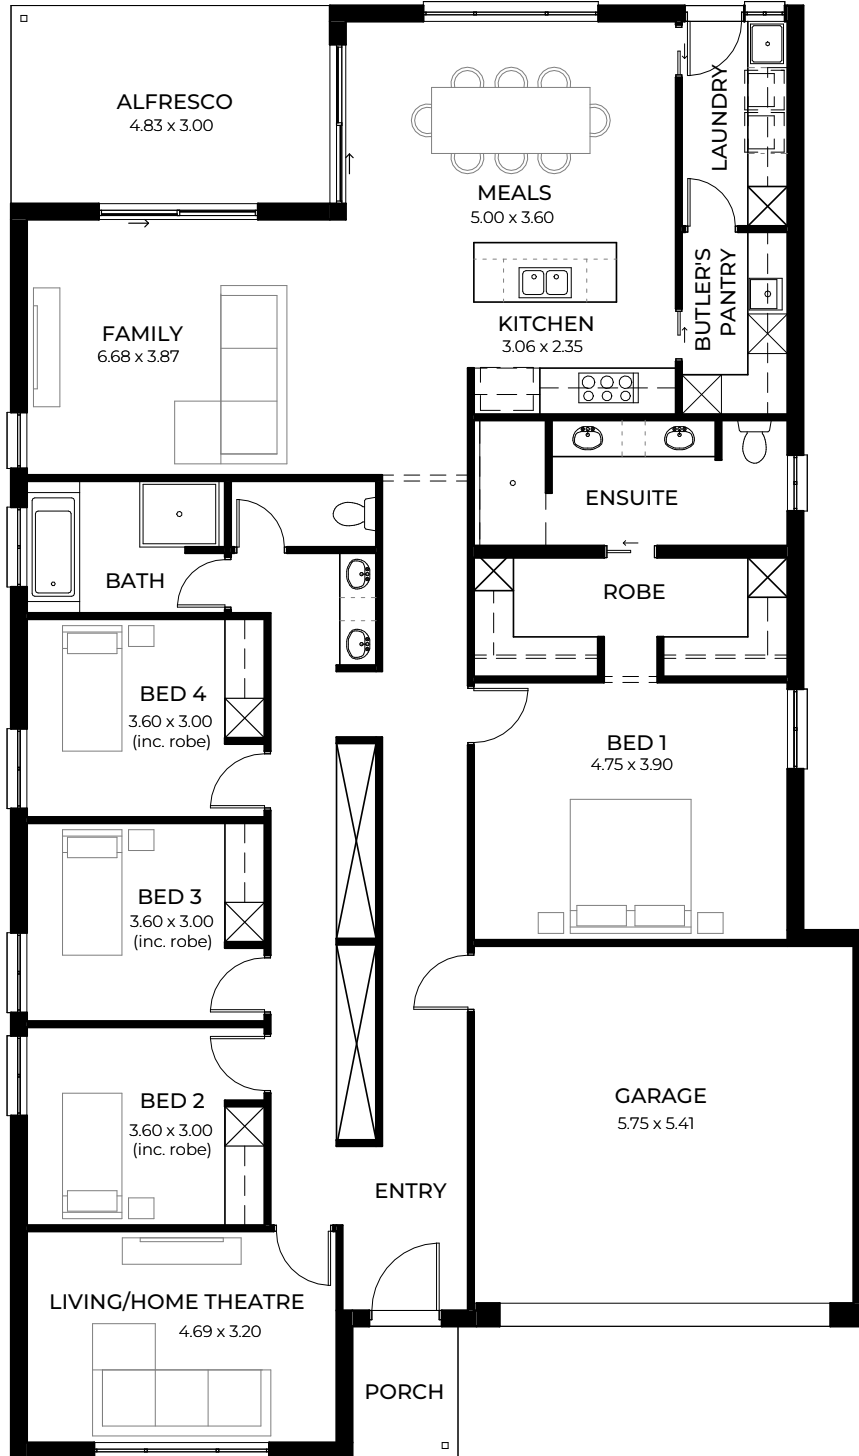 ALFRESCO
4.83 x 3.00
LAUNDRY
MEALS
5.00 x 3.60
BUTLER'S
PANTRY
KITCHEN
3.06 x 2.35
FAMILY
6.68 x 3.87
ENSUITE
BATH
ROBE
BED 4
3.60 x 3.00
(inc. robe)
BED 1
4.75 x 3.90
BED 3
3.60 x 3.00
(inc. robe)
BED 2
3.60 x 3.00
(inc. robe)
GARAGE
5.75 x 5.41
ENTRY
LIVING/HOME THEATRE
4.69 x 3.20
PORCH